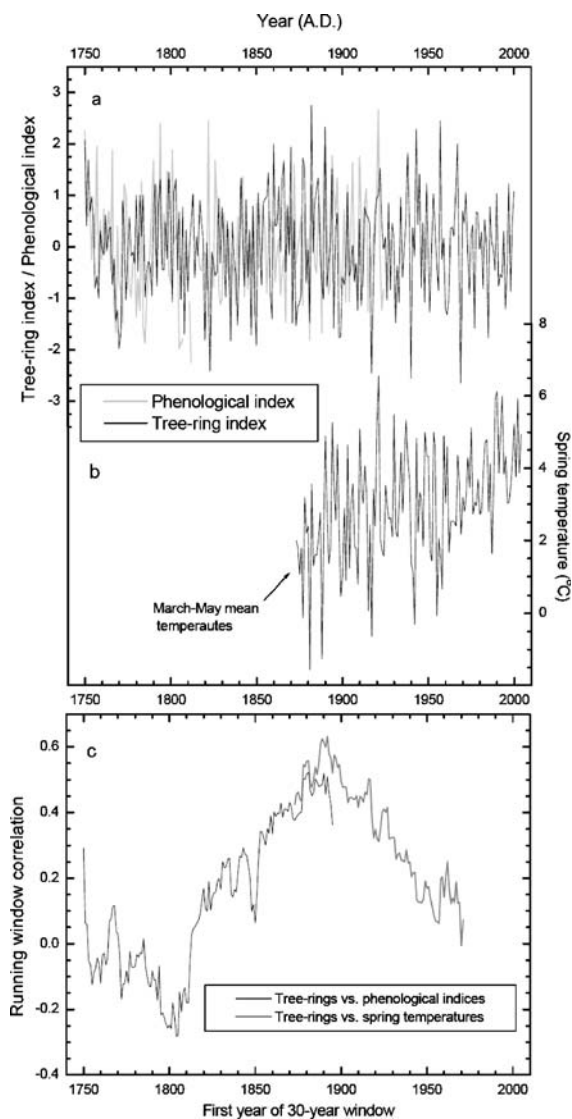 Year (A.D.)
1750 1800 1850 1900 1950 2000
a
3
2
1
0
-1
-2
-3
Tree-ring index / Phenological index
Phenological index
Tree-ring index
8
6
4
2
0
Spring temperature (°C)
b
March-May mean
temperautes
1750 1800 1850 1900 1950 2000
c
0.6
0.4
0.2
0.0
-0.2
-0.4
Running window correlation
Tree-rings vs. phenological indices
Tree-rings vs. spring temperatures
1750 1800 1850 1900 1950 2000
First year of 30-year window